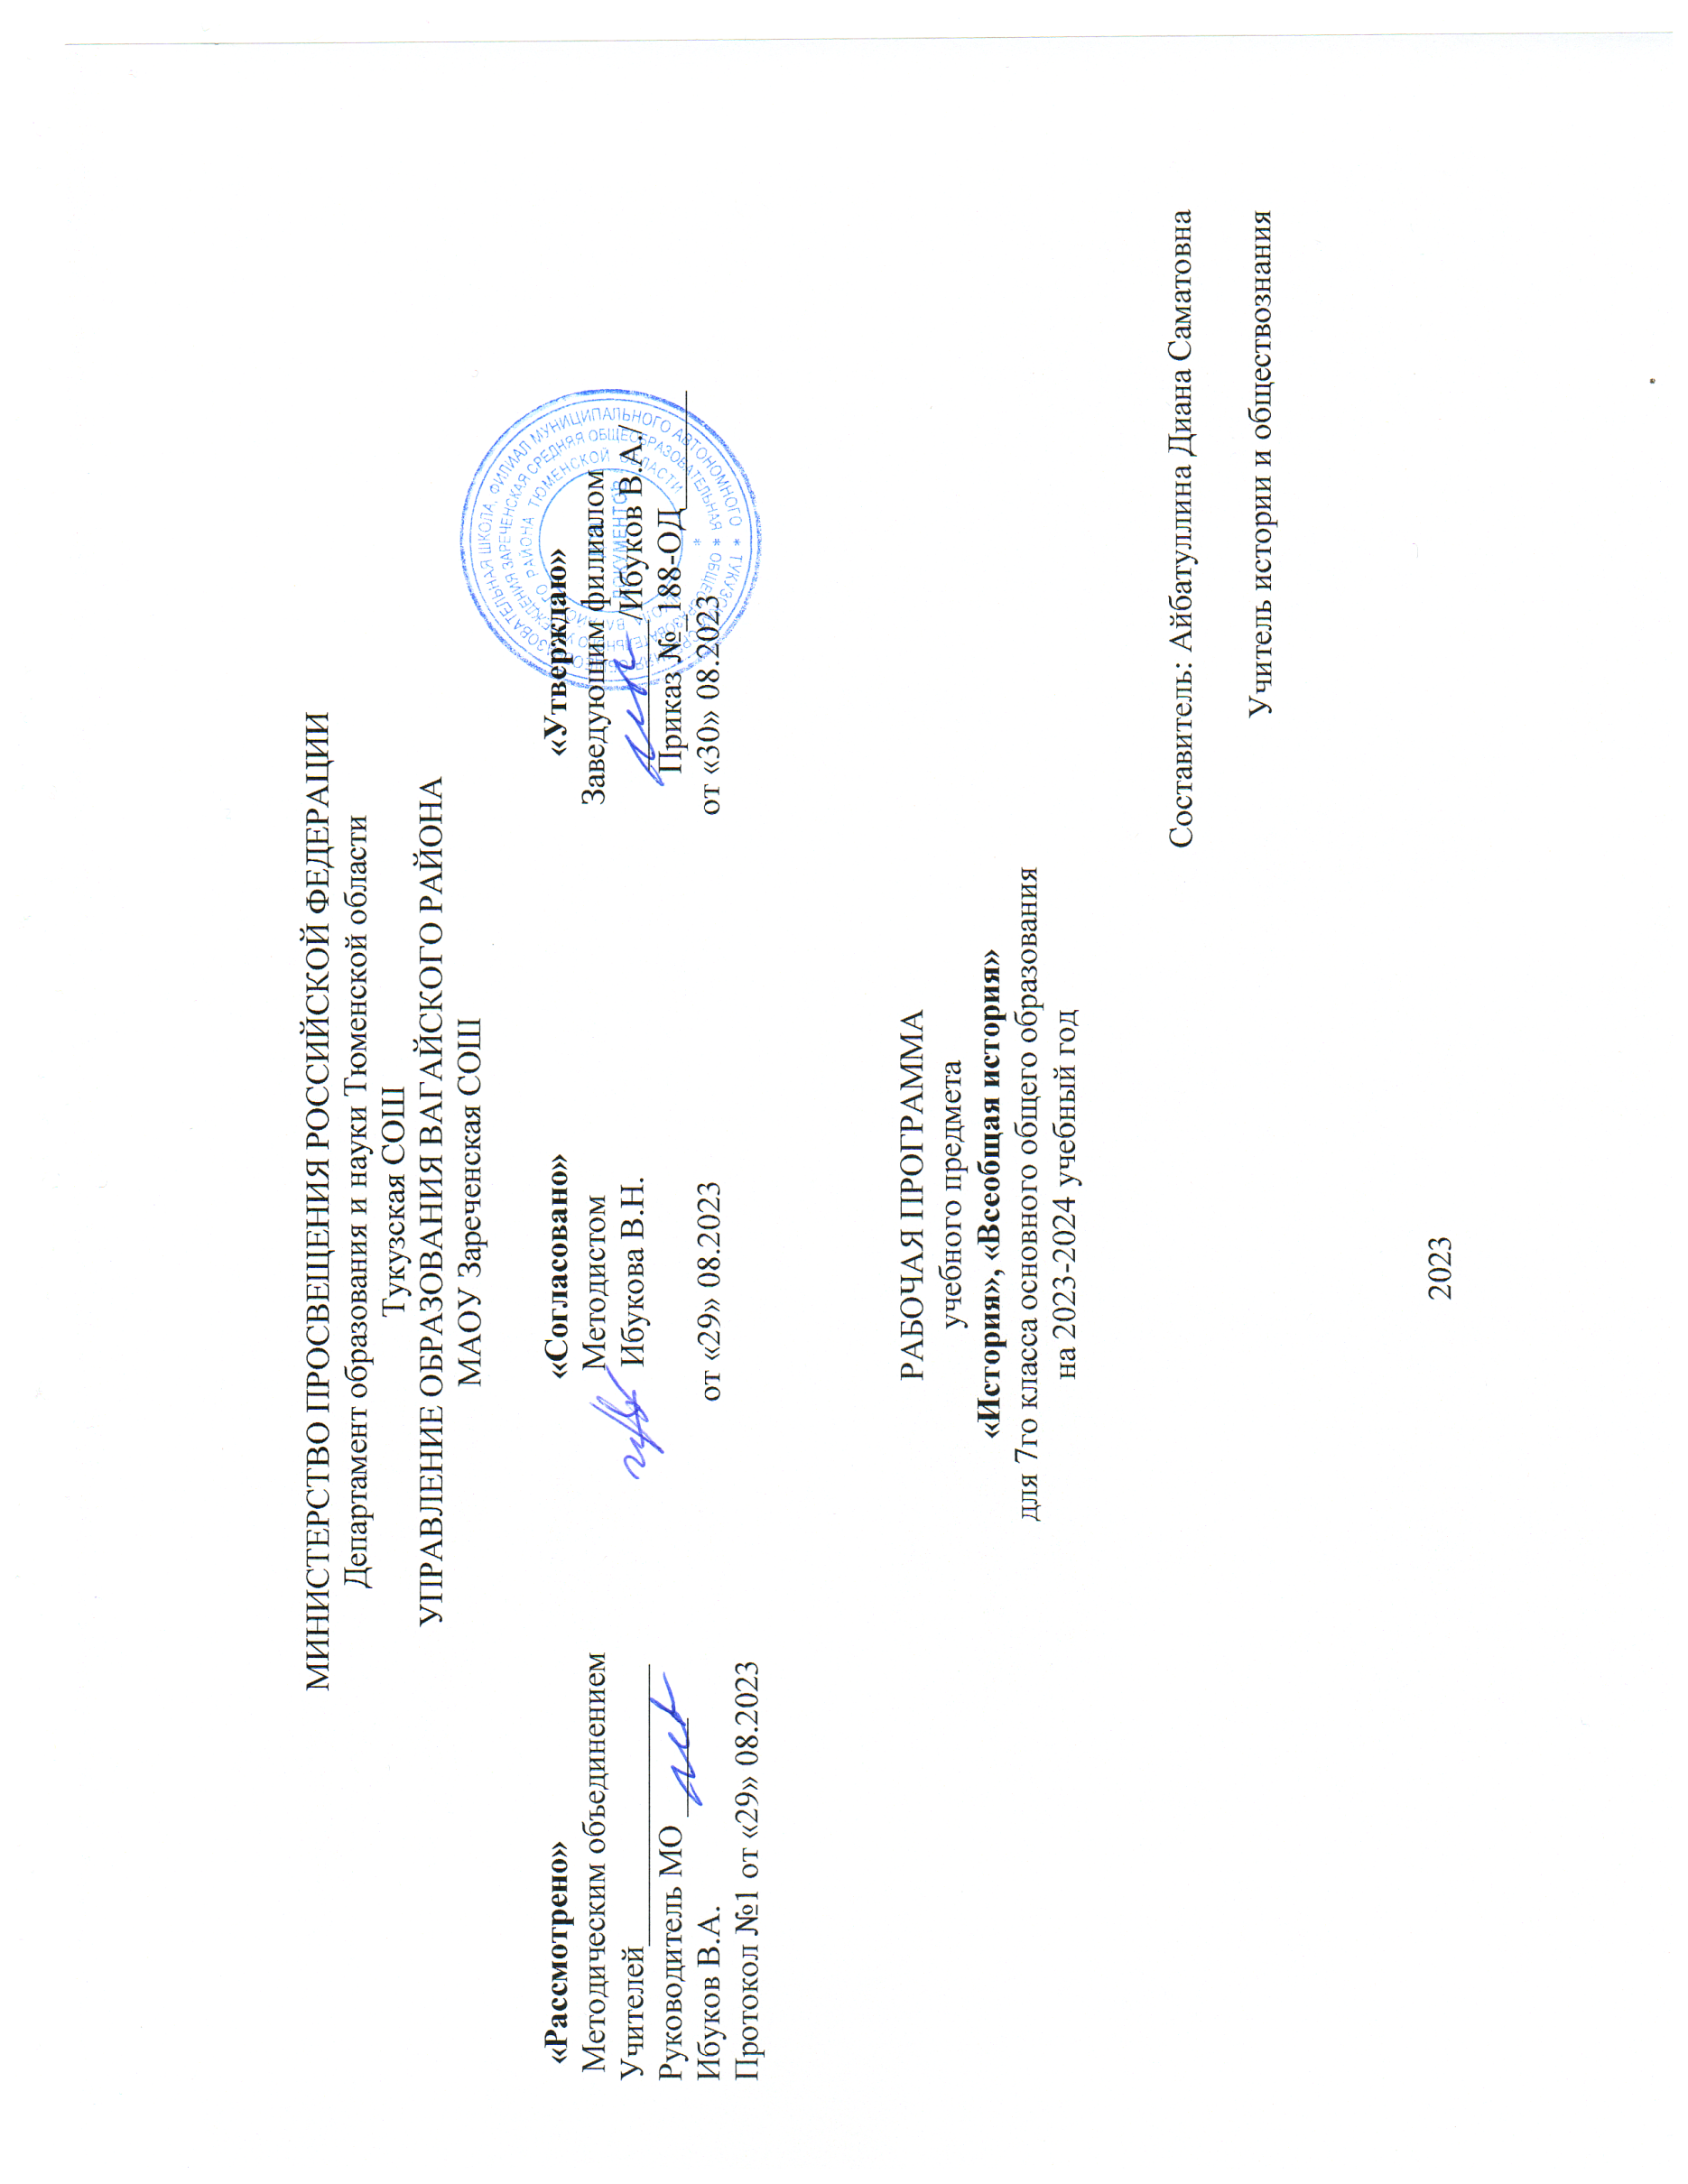 МИНИСТЕРСТВО ПРОСВЕЩЕНИЯ РОССИЙСКОЙ ФЕДЕРАЦИИ
Департамент образования и науки Тюменской области
Тукузская СОШ
УПРАВЛЕНИЕ ОБРАЗОВАНИЯ ВАГАЙСКОГО РАЙОНА
МАОУ Зареченская СОШ
«Рассмотрено»
Методическим объединением
Учителей
Руководитель МО
Ибуков В.А.
Протокол №1 от «29» 08.2023
«Согласовано»
Методистом
Ибукова В.Н.
от «29» 08.2023
«Утверждаю»
Заведующим филиалом
/Ибуков В.А./
Приказ № 188-ОД
от «30» 08.2023
РАБОЧАЯ ПРОГРАММА
учебного предмета
«История», «Всеобщая история»
для 7го класса основного общего образования
на 2023-2024 учебный год
Составитель: Айбатуллина Диана Саматовна
Учитель истории и обществознания
2023